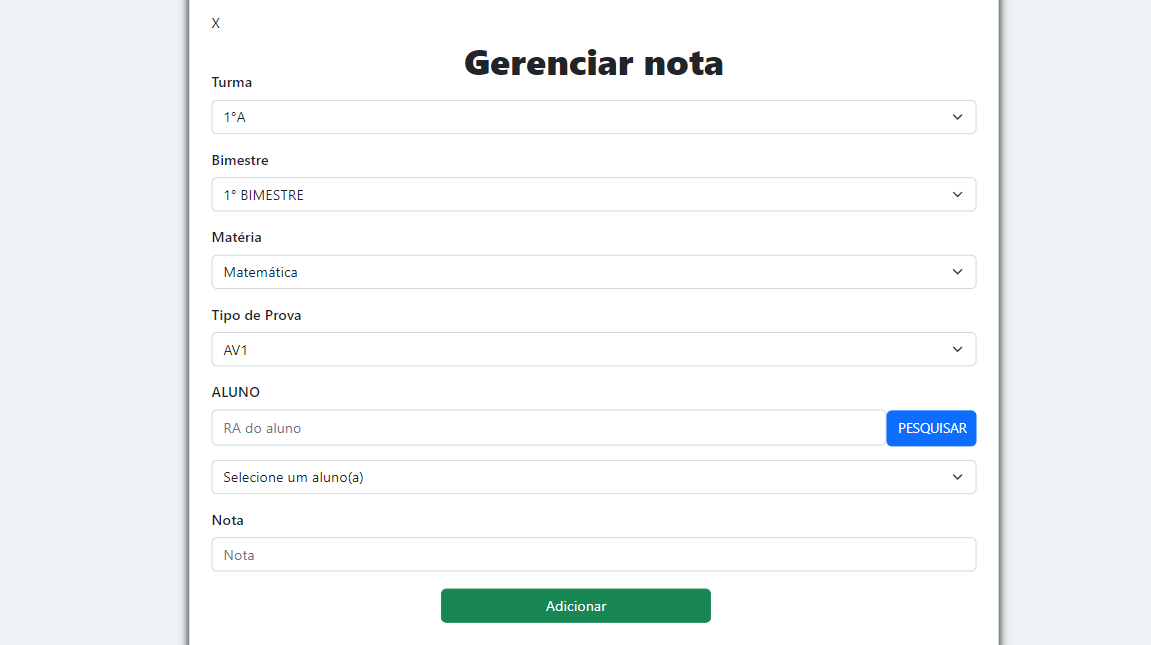 X
Gerenciar nota
Turma
1°A
Bimestre
1° BIMESTRE
Matéria
Matemática
Tipo de Prova
AV1
ALUNO
RA do aluno PESQUISAR
Selecione um aluno(a)
Nota
Nota
Adicionar